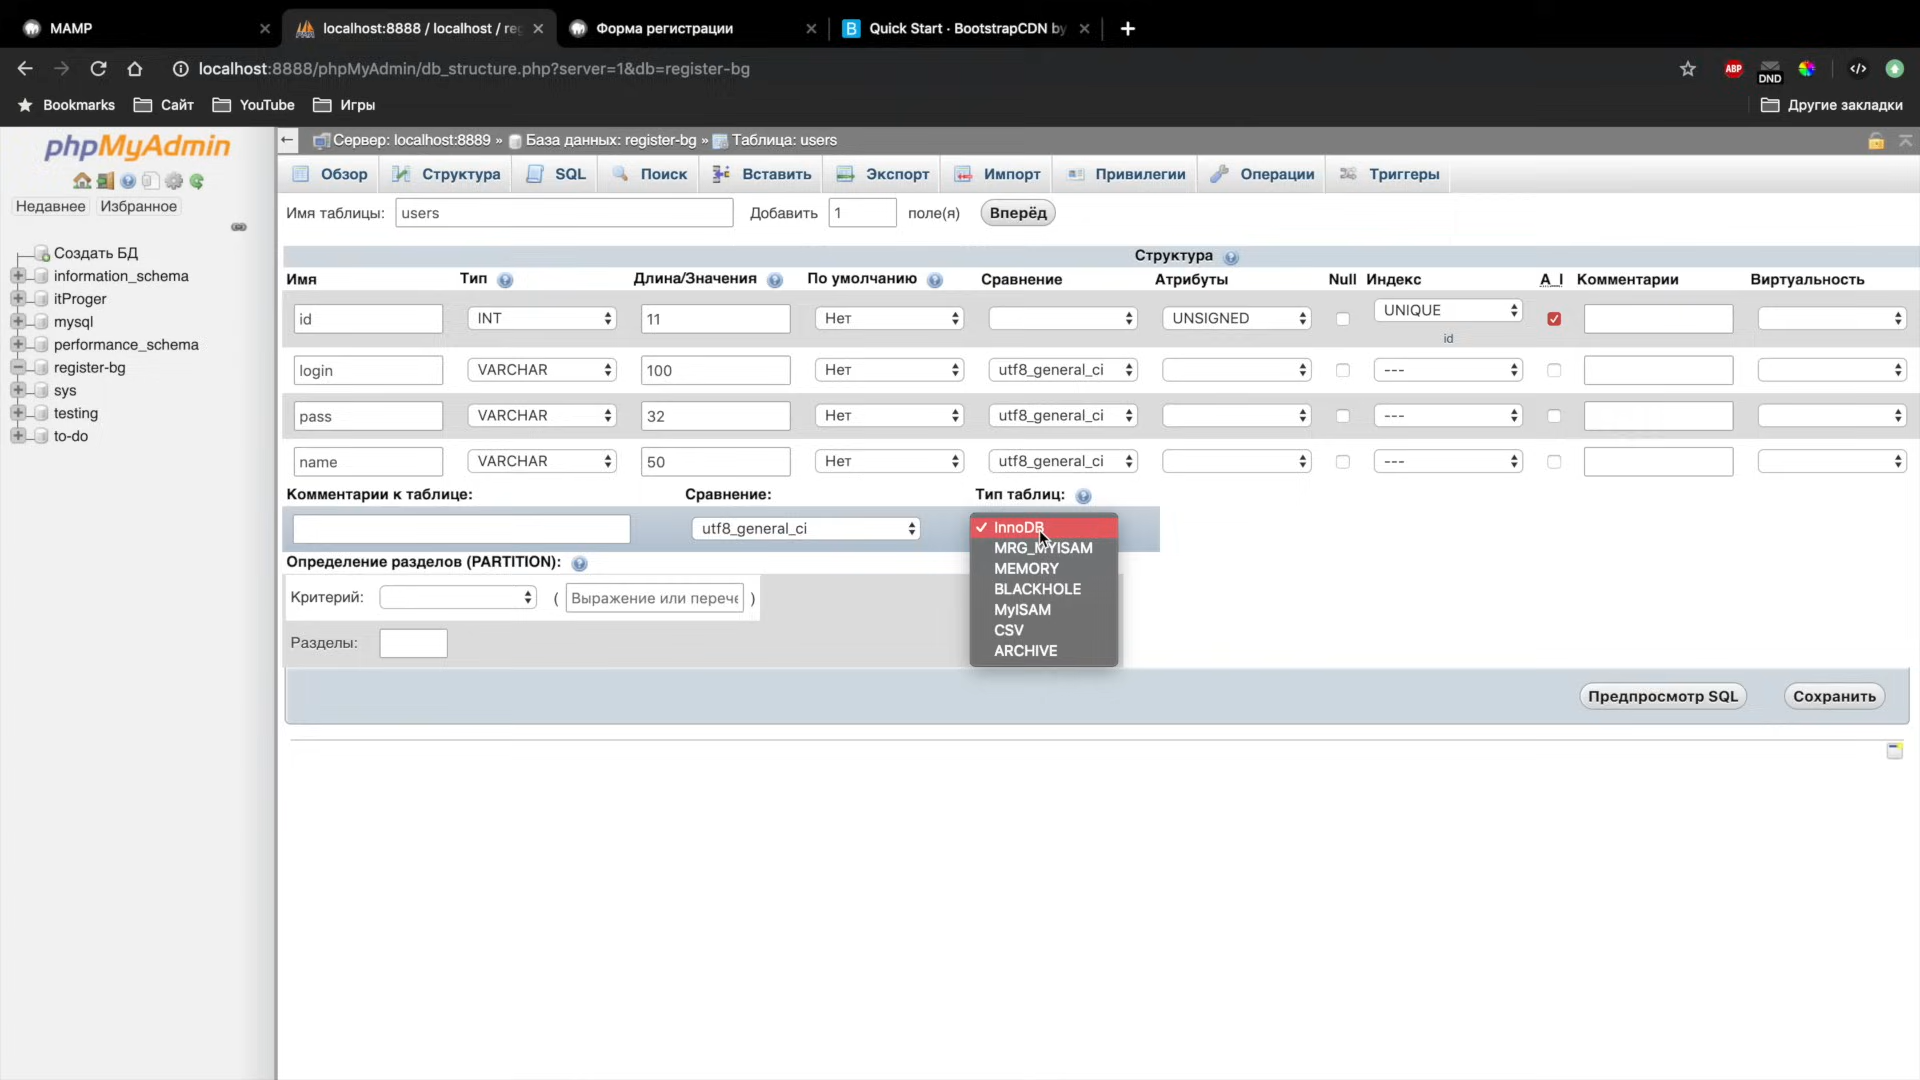 MAMP
localhost:8888 / localhost / reg
Форма регистрации
B Quick Start · BootstrapCDN by
localhost:8888/phpMyAdmin/db_structure.php?server=1&db=register-bg
ABP
DND
Bookmarks Сайт YouTube Игры Другие закладки
phpMyAdmin
Недавнее Избранное
Создать БД
information_schema
itProger
mysql
performance_schema
register-bg
sys
testing
to-do
Сервер: localhost:8889 » База данных: register-bg » Таблица: users
Обзор Структура SQL Поиск Вставить Экспорт Импорт Привилегии Операции Триггеры
Имя таблицы: users Добавить 1 поле(я) Вперёд
Структура
Имя Тип Длина/Значения По умолчанию Сравнение Атрибуты Null Индекс A_I Комментарии Виртуальность
id INT 11 Нет UNSIGNED UNIQUE
id
login VARCHAR 100 Нет utf8_general_ci ---
pass VARCHAR 32 Нет utf8_general_ci ---
name VARCHAR 50 Нет utf8_general_ci ---
Комментарии к таблице: Сравнение: Тип таблиц:
utf8_general_ci
✓ InnoDB
MRG_MYISAM
MEMORY
BLACKHOLE
MyISAM
CSV
ARCHIVE
Определение разделов (PARTITION):
Критерий: ( Выражение или перече )
Разделы:
Предпросмотр SQL Сохранить